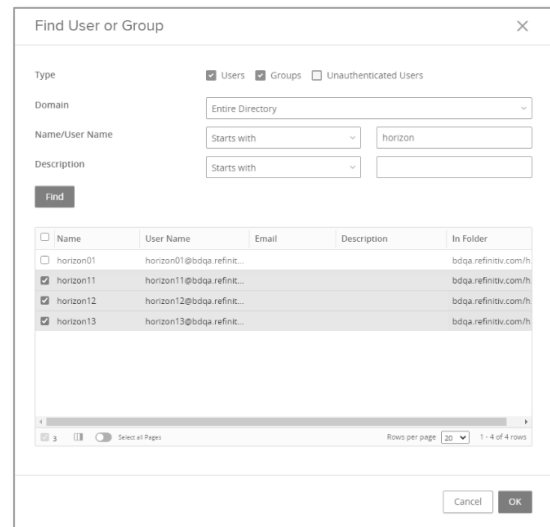 Find User or Group
Type Users Groups Unauthenticated Users
Domain Entire Directory
Name/User Name Starts with horizon
Description Starts with
Find
Name User Name Email Description In Folder
horizon01 horizon01@bdqa.refinit... bdqa.refinitiv.com/h
horizon11 horizon11@bdqa.refinit... bdqa.refinitiv.com/h
horizon12 horizon12@bdqa.refinit... bdqa.refinitiv.com/h
horizon13 horizon13@bdqa.refinit... bdqa.refinitiv.com/h
3 Select all Pages Rows per page 20 1 - 4 of 4 rows
Cancel OK